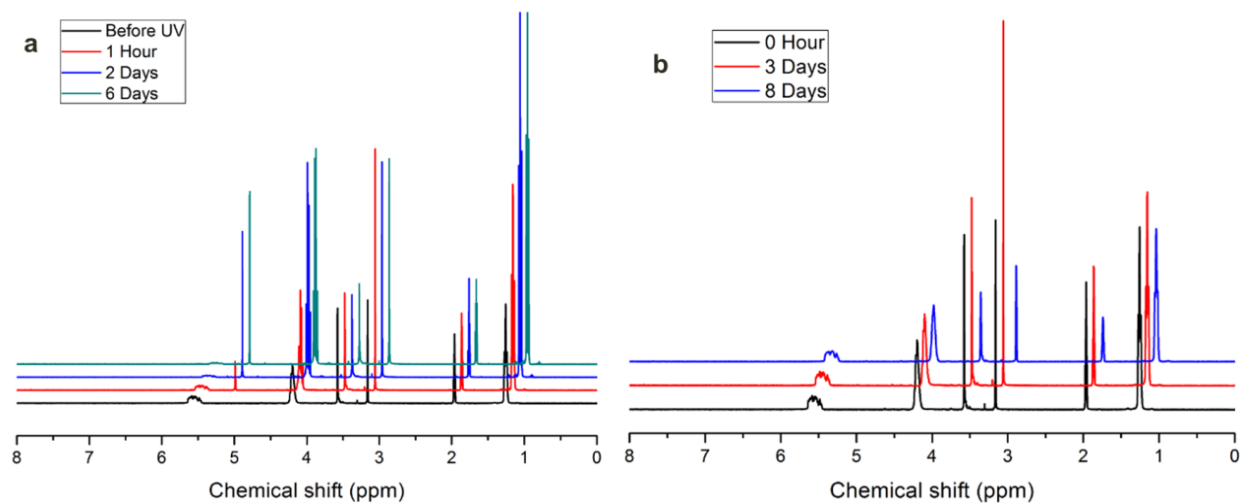 a
Before UV
1 Hour
2 Days
6 Days
8 7 6 5 4 3 2 1 0
Chemical shift (ppm)
b
0 Hour
3 Days
8 Days
8 7 6 5 4 3 2 1 0
Chemical shift (ppm)